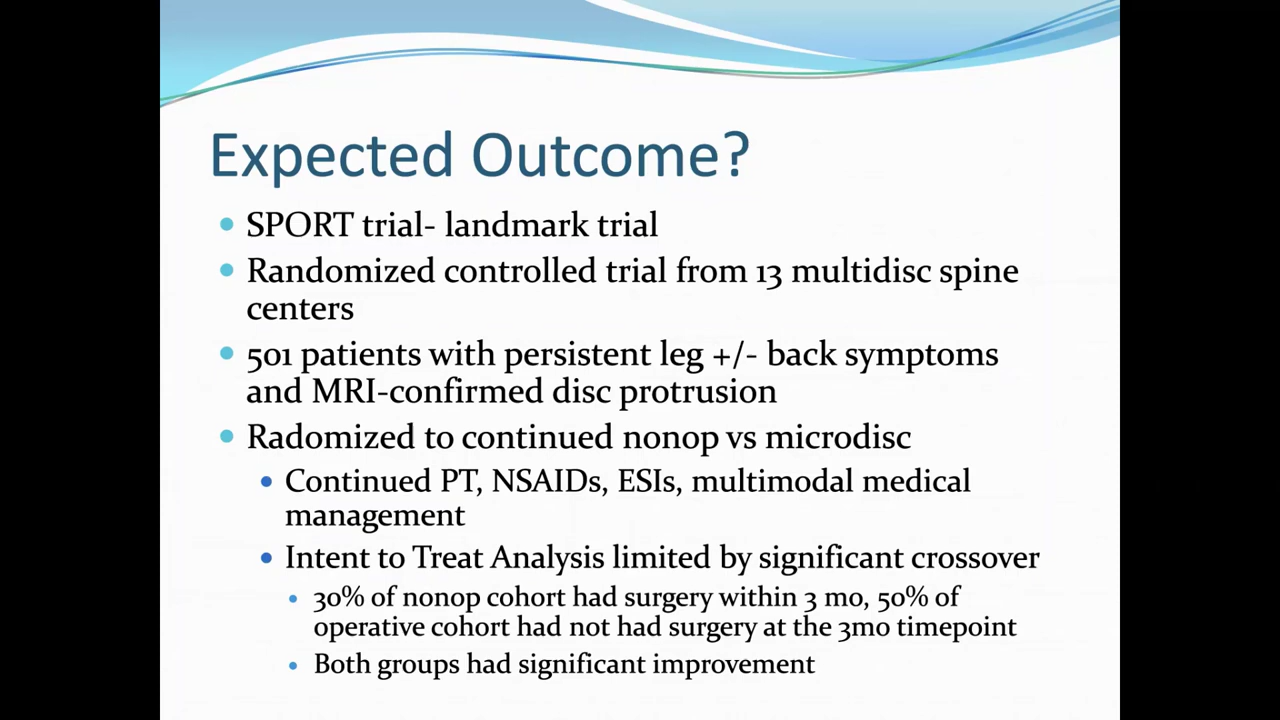 Expected Outcome?
SPORT trial- landmark trial
Randomized controlled trial from 13 multidisc spine
centers
501 patients with persistent leg +/- back symptoms
and MRI-confirmed disc protrusion
Radomized to continued nonop vs microdisc
Continued PT, NSAIDs, ESIs, multimodal medical
management
Intent to Treat Analysis limited by significant crossover
30% of nonop cohort had surgery within 3 mo, 50% of
operative cohort had not had surgery at the 3mo timepoint
Both groups had significant improvement